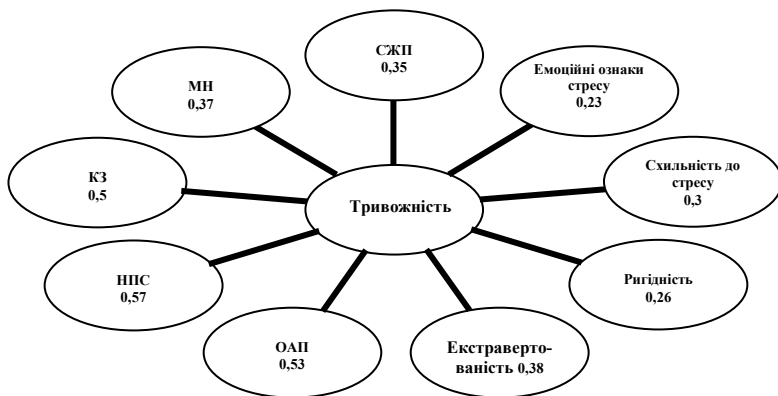 СЖП
0,35
Емоційні ознаки
стресу
0,23
МН
0,37
Схильність до
стресу
0,3
КЗ
0,5
Тривожність
НПС
0,57
Ригідність
0,26
ОАП
0,53
Екстраверто-
ваність 0,38